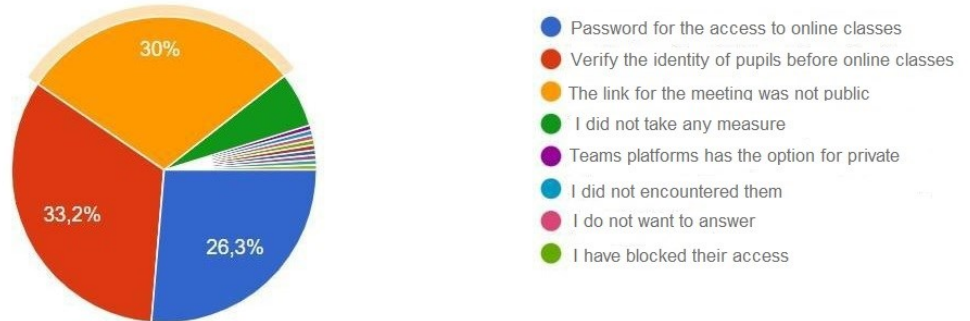 30%
33,2%
26,3%
Password for the access to online classes
Verify the identity of pupils before online classes
The link for the meeting was not public
I did not take any measure
Teams platforms has the option for private
I did not encountered them
I do not want to answer
I have blocked their access